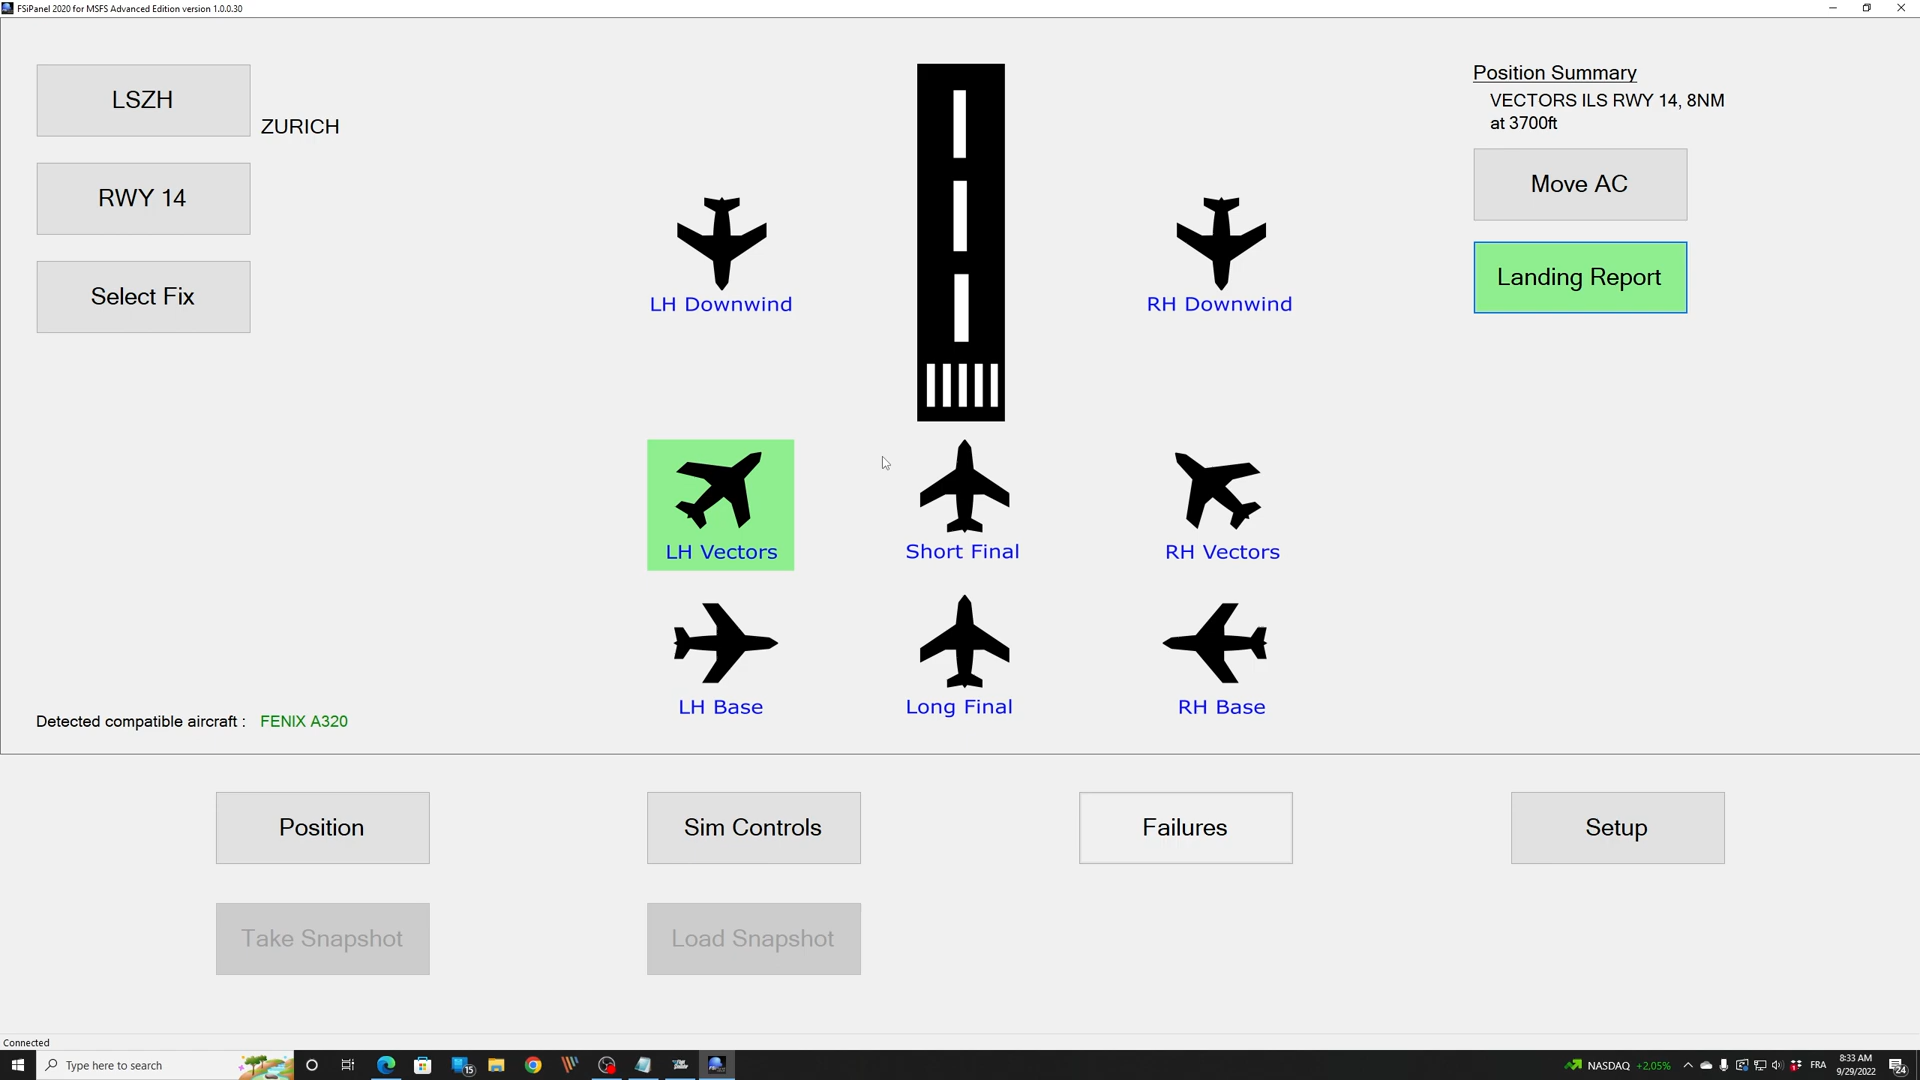 FSiPanel 2020 for MSFS Advanced Edition version 1.0.0.30
LSZH
ZURICH
RWY 14
Select Fix
LH Downwind
RH Downwind
Position Summary
VECTORS ILS RWY 14, 8NM
at 3700ft
Move AC
Landing Report
LH Vectors
Short Final
RH Vectors
LH Base
Long Final
RH Base
Detected compatible aircraft : FENIX A320
Position
Sim Controls
Failures
Setup
Take Snapshot
Load Snapshot
Connected
Type here to search
15
NASDAQ +2,05%
FRA
8:33 AM
9/29/2022
24